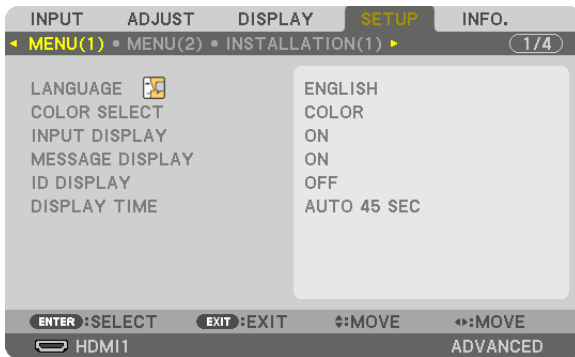 INPUT ADJUST DISPLAY SETUP INFO.
◄ MENU(1) • MENU(2) • INSTALLATION(1) ► 1/4
LANGUAGE ENGLISH
COLOR SELECT COLOR
INPUT DISPLAY ON
MESSAGE DISPLAY ON
ID DISPLAY OFF
DISPLAY TIME AUTO 45 SEC
ENTER :SELECT EXIT :EXIT :MOVE :MOVE
HDMI1 ADVANCED